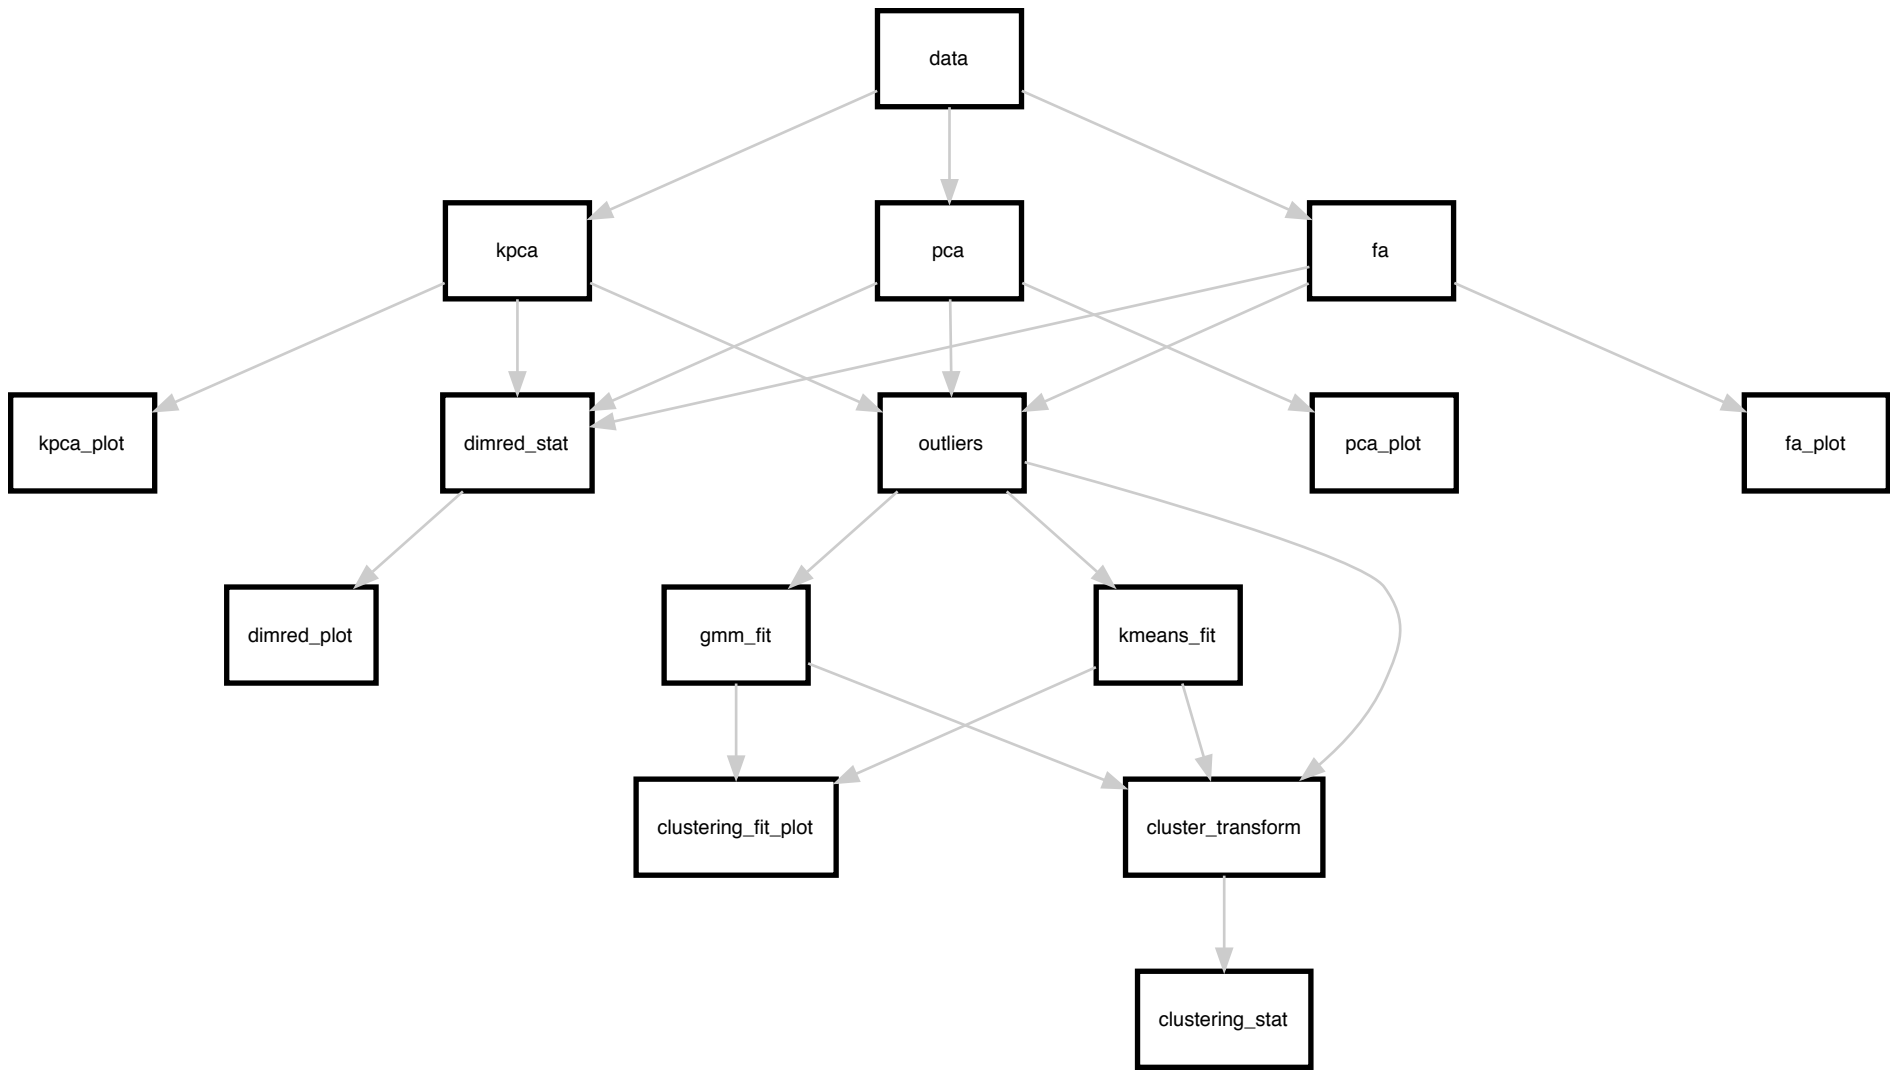 data
kpca
pca
fa
kpca_plot
dimred_stat
outliers
pca_plot
fa_plot
dimred_plot
gmm_fit
kmeans_fit
clustering_fit_plot
cluster_transform
clustering_stat